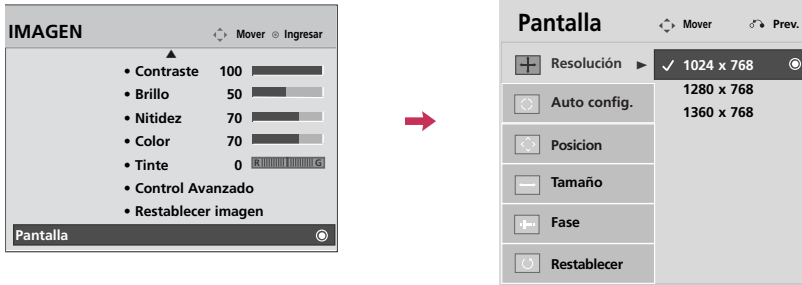 IMAGEN Mover Ingresar
• Contraste 100
• Brillo 50
• Nitidez 70
• Color 70
• Tinte 0 R G
• Control Avanzado
• Restablecer imagen
Pantalla
Pantalla Mover Prev.
Resolución ► ✓ 1024 x 768
1280 x 768
Auto config.
1360 x 768
Posicion
Tamaño
Fase
Restablecer